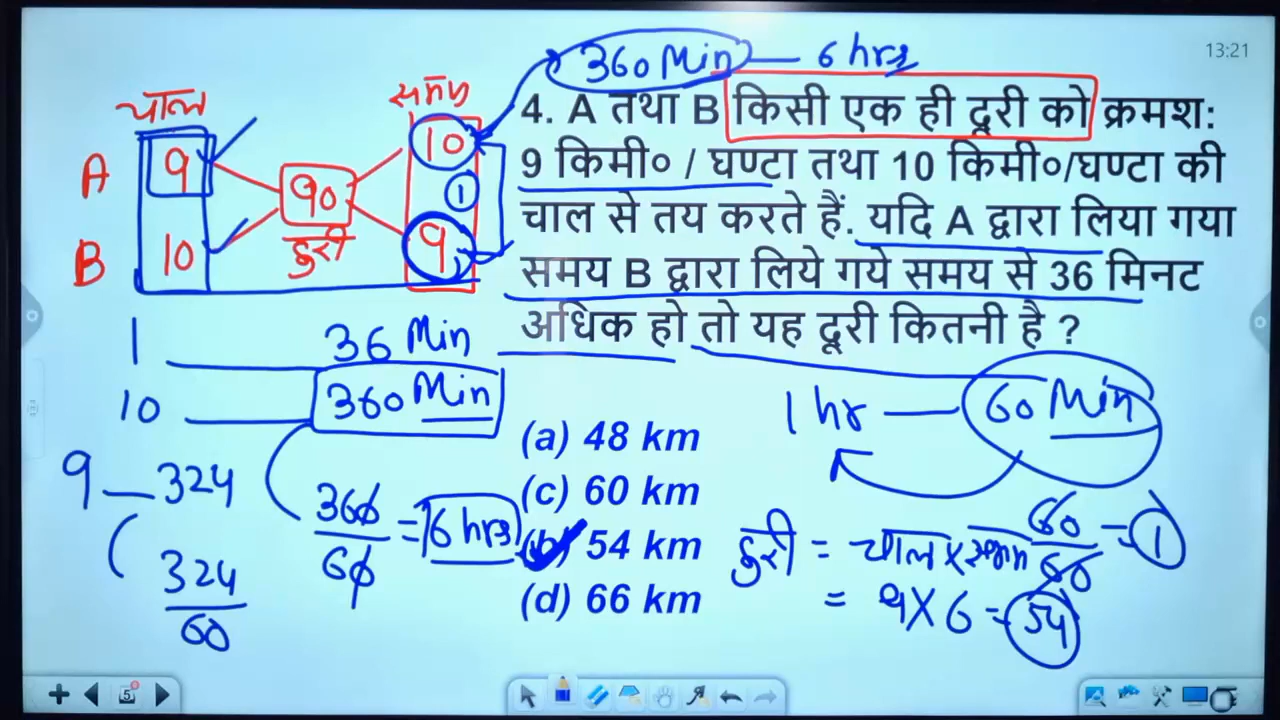 13:21
360 Min — 6 hrs
चाल
समय
4. A तथा B किसी एक ही दूरी को क्रमशः
9 किमी० / घण्टा तथा 10 किमी०/घण्टा की
चाल से तय करते हैं. यदि A द्वारा लिया गया
समय B द्वारा लिये गये समय से 36 मिनट
अधिक हो तो यह दूरी कितनी है ?
A 9 90 10
1
B 10 दुरी 9
1 — 36 Min
10 — 360 Min
9 — 324
324/60
360/60 = 6 hrs
(a) 48 km
(c) 60 km
(b) 54 km
(d) 66 km
1 hr — 60 Min
60/60 = 1
दुरी = चाल x समय
= 9 x 6 = 54
5